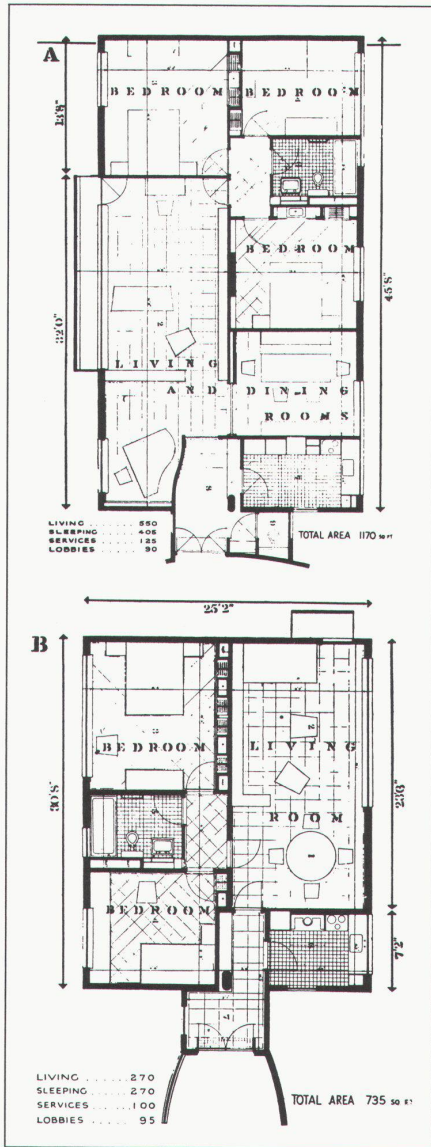 A
BEDROOM
BEDROOM
13'8"
BEDROOM
45'8"
32'0"
LIVING
AND DINING
ROOMS
LIVING ........ 550
SLEEPING ...... 405
SERVICES ...... 125
LOBBIES ....... 90
TOTAL AREA 1170 SQ FT
25'2"
B
30'8"
BEDROOM
LIVING
ROOM
23'6"
BEDROOM
7'2"
LIVING ......... 270
SLEEPING ....... 270
SERVICES ....... 100
LOBBIES ....... 95
TOTAL AREA 735 SQ FT